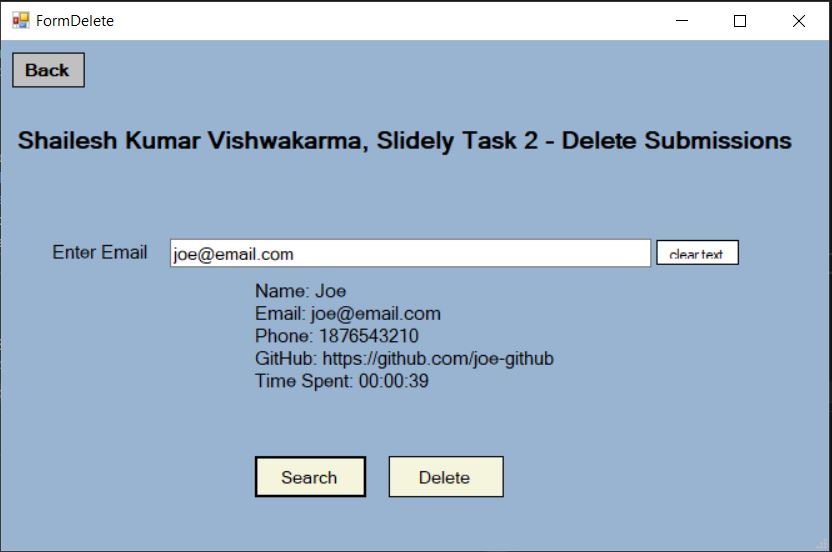 FormDelete
Back
Shailesh Kumar Vishwakarma, Slidely Task 2 - Delete Submissions
Enter Email joe@email.com clear text
Name: Joe
Email: joe@email.com
Phone: 1876543210
GitHub: https://github.com/joe-github
Time Spent: 00:00:39
Search Delete